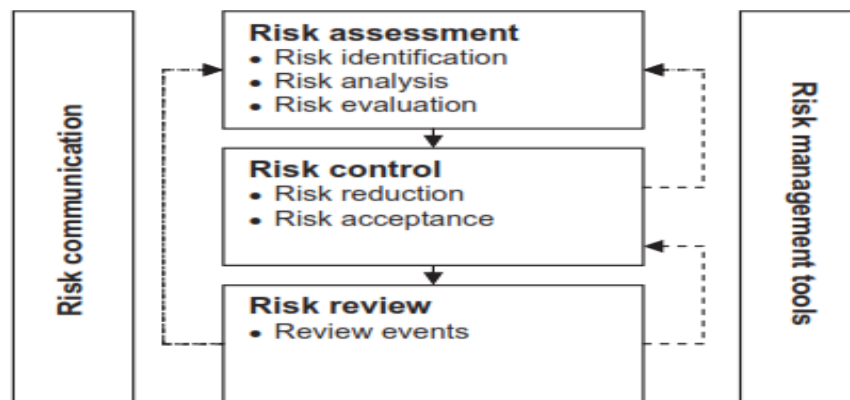 Risk communication
Risk assessment
• Risk identification
• Risk analysis
• Risk evaluation
Risk control
• Risk reduction
• Risk acceptance
Risk review
• Review events
Risk management tools